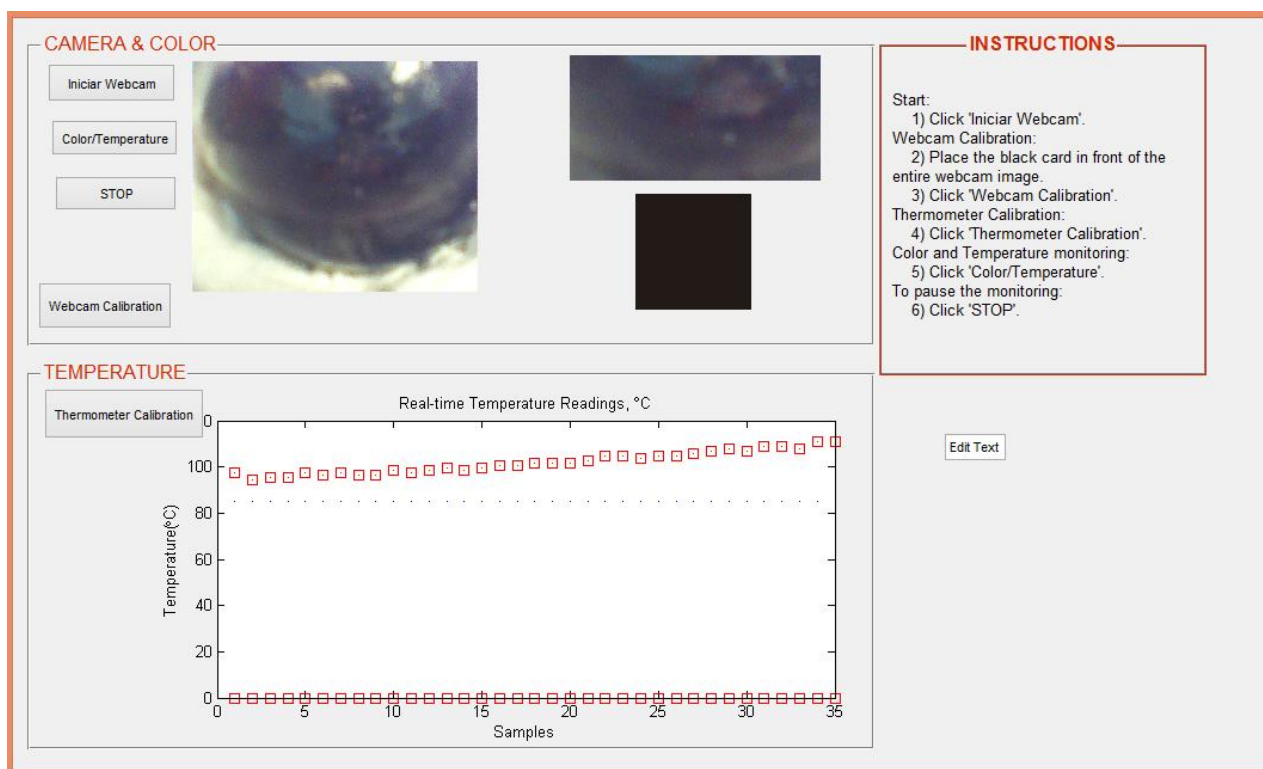 CAMERA & COLOR
Iniciar Webcam
Color/Temperature
STOP
Webcam Calibration
INSTRUCTIONS
Start:
1) Click 'Iniciar Webcam'.
Webcam Calibration:
2) Place the black card in front of the
entire webcam image.
3) Click 'Webcam Calibration'.
Thermometer Calibration:
4) Click 'Thermometer Calibration'.
Color and Temperature monitoring:
5) Click 'Color/Temperature'.
To pause the monitoring:
6) Click 'STOP'.
TEMPERATURE
Thermometer Calibration
Real-time Temperature Readings, °C
0
100
80
60
40
20
0
Temperature(°C)
0 5 10 15 20 25 30 35
Samples
Edit Text